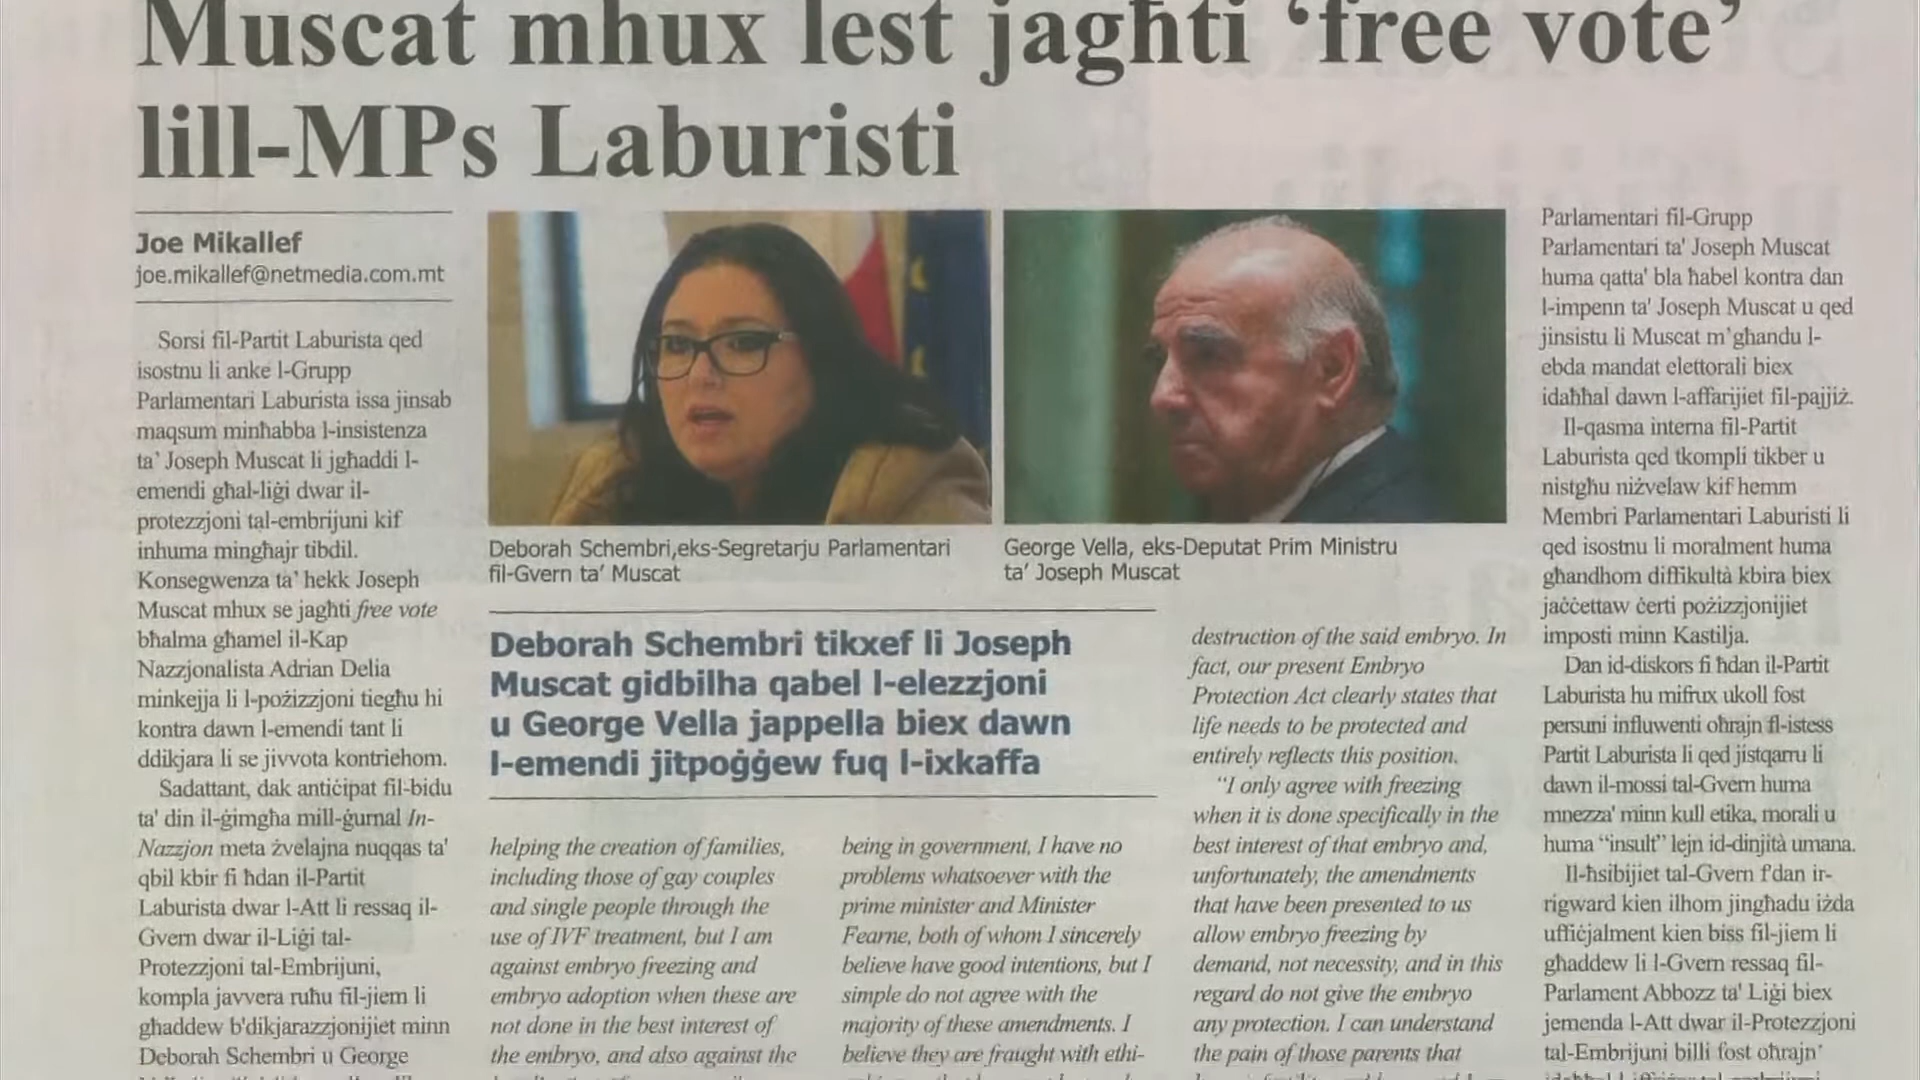 Muscat mhux lest jagħti ‘free vote’
lill-MPs Laburisti
Joe Mikallef
joe.mikallef@netmedia.com.mt
Sorsi fil-Partit Laburista qed
isostnu li anke l-Grupp
Parlamentari Laburista issa jinsab
maqsum minħabba l-insistenza
ta’ Joseph Muscat li jgħaddi l-
emendi għal-liġi dwar il-
protezzjoni tal-embrijuni kif
inhuma mingħajr tibdil.
Konsegwenza ta’ hekk Joseph
Muscat mhux se jagħti free vote
bħalma għamel il-Kap
Nazzjonalista Adrian Delia
minkejja li l-pożizzjoni tiegħu hi
kontra dawn l-emendi tant li
ddikjara li se jivvota kontriehom.
Sadattant, dak antiċipat fil-bidu
ta' din il-ġimgħa mill-ġurnal In-
Nazzjon meta żvelajna nuqqas ta'
qbil kbir fi ħdan il-Partit
Laburista dwar l-Att li ressaq il-
Gvern dwar il-Liġi tal-
Protezzjoni tal-Embrijuni,
kompla javvera ruħu fil-jiem li
għaddew b'dikjarazzjonijiet minn
Deborah Schembri u George
Deborah Schembri,eks-Segretarju Parlamentari
fil-Gvern ta’ Muscat
George Vella, eks-Deputat Prim Ministru
ta’ Joseph Muscat
Deborah Schembri tikxef li Joseph
Muscat gidbilha qabel l-elezzjoni
u George Vella jappella biex dawn
l-emendi jitpoġġew fuq l-ixkaffa
helping the creation of families,
including those of gay couples
and single people through the
use of IVF treatment, but I am
against embryo freezing and
embryo adoption when these are
not done in the best interest of
the embryo, and also against the
being in government, I have no
problems whatsoever with the
prime minister and Minister
Fearne, both of whom I sincerely
believe have good intentions, but I
simple do not agree with the
majority of these amendments. I
believe they are fraught with ethi-
destruction of the said embryo. In
fact, our present Embryo
Protection Act clearly states that
life needs to be protected and
entirely reflects this position.
“I only agree with freezing
when it is done specifically in the
best interest of that embryo and,
unfortunately, the amendments
that have been presented to us
allow embryo freezing by
demand, not necessity, and in this
regard do not give the embryo
any protection. I can understand
the pain of those parents that
Parlamentari fil-Grupp
Parlamentari ta' Joseph Muscat
huma qatta' bla ħabel kontra dan
l-impenn ta' Joseph Muscat u qed
jinsistu li Muscat m’għandu l-
ebda mandat elettorali biex
idaħħal dawn l-affarijiet fil-pajjiż.
Il-qasma interna fil-Partit
Laburista qed tkompli tikber u
nistgħu niżvelaw kif hemm
Membri Parlamentari Laburisti li
qed isostnu li moralment huma
għandhom diffikultà kbira biex
jaċċettaw ċerti pożizzjonijiet
imposti minn Kastilja.
Dan id-diskors fi ħdan il-Partit
Laburista hu mifrux ukoll fost
persuni influwenti oħrajn fl-istess
Partit Laburista li qed jistqarru li
dawn il-mossi tal-Gvern huma
mnezza' minn kull etika, morali u
huma “insult” lejn id-dinjità umana.
Il-ħsibijiet tal-Gvern f'dan ir-
rigward kien ilhom jingħadu iżda
uffiċjalment kien biss fil-jiem li
għaddew li l-Gvern ressaq fil-
Parlament Abbozz ta' Liġi biex
jemenda l-Att dwar il-Protezzjoni
tal-Embrijuni billi fost oħrajn’